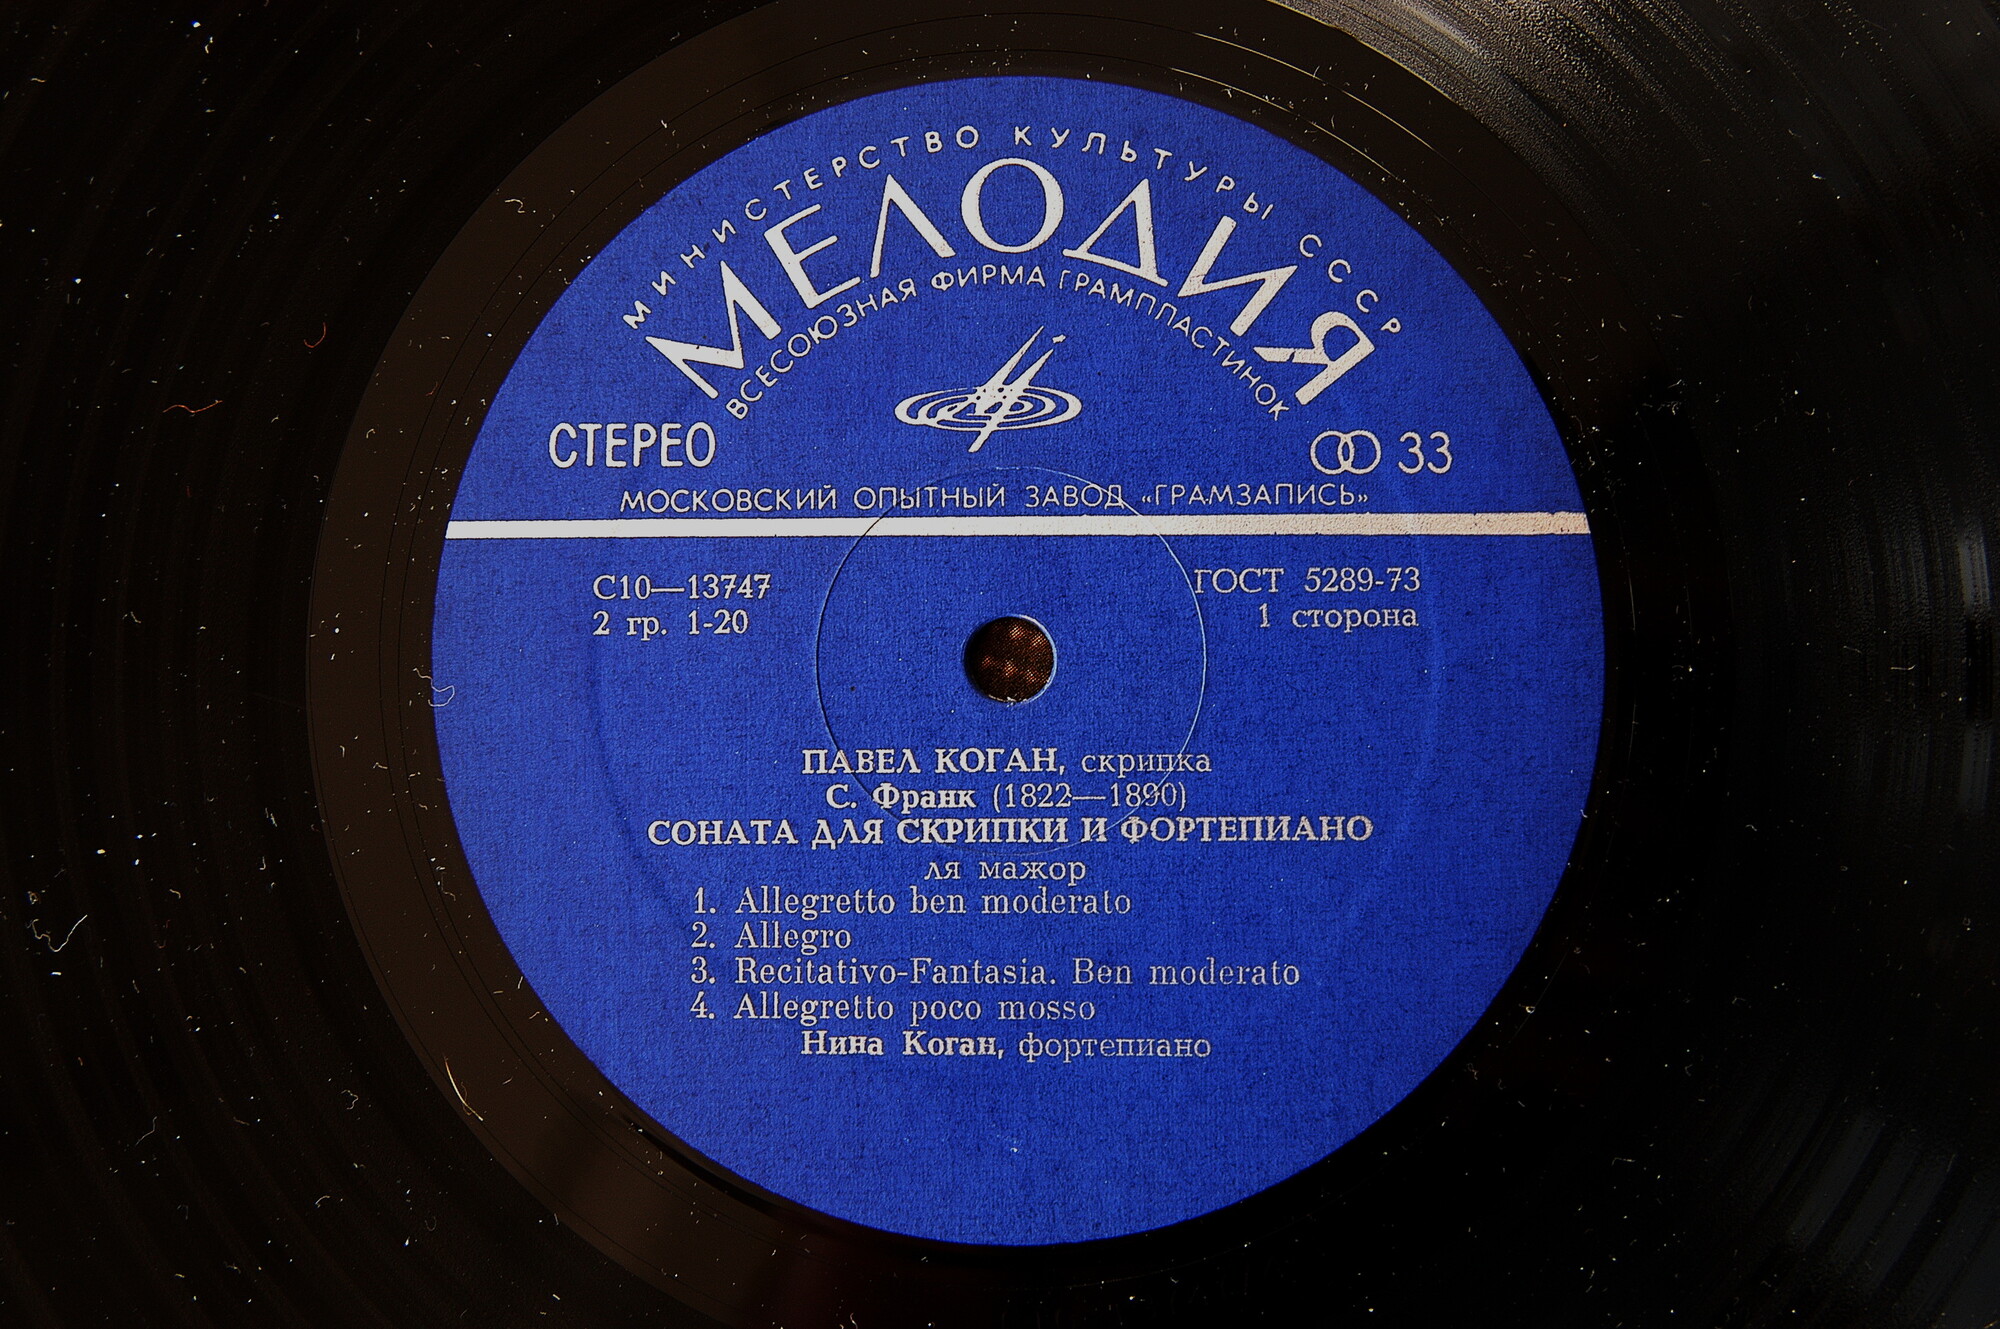 МИНИСТЕРСТВО КУЛЬТУРЫ СССР
МЕЛОДИЯ
ВСЕСОЮЗНАЯ ФИРМА ГРАМПЛАСТИНОК
СТЕРЕО
33
МОСКОВСКИЙ ОПЫТНЫЙ ЗАВОД «ГРАМЗАПИСЬ»
С10—13747
ГОСТ 5289-73
2 гр. 1-20
1 сторона
ПАВЕЛ КОГАН, скрипка
С. Франк (1822—1890)
СОНАТА ДЛЯ СКРИПКИ И ФОРТЕПИАНО
ля мажор
1. Allegretto ben moderato
2. Allegro
3. Recitativo-Fantasia. Ben moderato
4. Allegretto poco mosso
Нина Коган, фортепиано